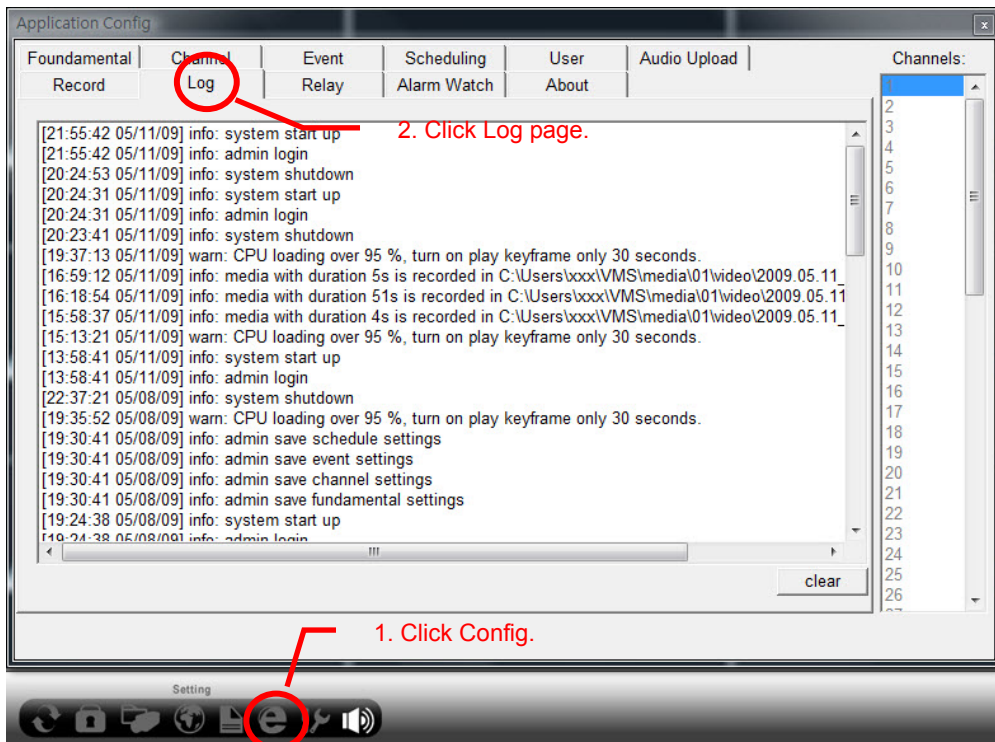 Application Config
x
Foundamental Channel Event Scheduling User Audio Upload
Record Log Relay Alarm Watch About
Channels:
2. Click Log page.
[21:55:42 05/11/09] info: system start up
[21:55:42 05/11/09] info: admin login
[20:24:53 05/11/09] info: system shutdown
[20:24:31 05/11/09] info: system start up
[20:24:31 05/11/09] info: admin login
[20:23:41 05/11/09] info: system shutdown
[19:37:13 05/11/09] warn: CPU loading over 95 %, turn on play keyframe only 30 seconds.
[16:59:12 05/11/09] info: media with duration 5s is recorded in C:\Users\xxx\VMS\media\01\video\2009.05.11_
[16:18:54 05/11/09] info: media with duration 51s is recorded in C:\Users\xxx\VMS\media\01\video\2009.05.11
[15:58:37 05/11/09] info: media with duration 4s is recorded in C:\Users\xxx\VMS\media\01\video\2009.05.11_
[15:13:21 05/11/09] warn: CPU loading over 95 %, turn on play keyframe only 30 seconds.
[13:58:41 05/11/09] info: system start up
[13:58:41 05/11/09] info: admin login
[22:37:21 05/08/09] info: system shutdown
[19:35:52 05/08/09] warn: CPU loading over 95 %, turn on play keyframe only 30 seconds.
[19:30:41 05/08/09] info: admin save schedule settings
[19:30:41 05/08/09] info: admin save event settings
[19:30:41 05/08/09] info: admin save channel settings
[19:30:41 05/08/09] info: admin save fundamental settings
[19:24:38 05/08/09] info: system start up
[19:24:38 05/08/09] info: admin login
clear
1
2
3
4
5
6
7
8
9
10
11
12
13
14
15
16
17
18
19
20
21
22
23
24
25
26
27
1. Click Config.
Setting